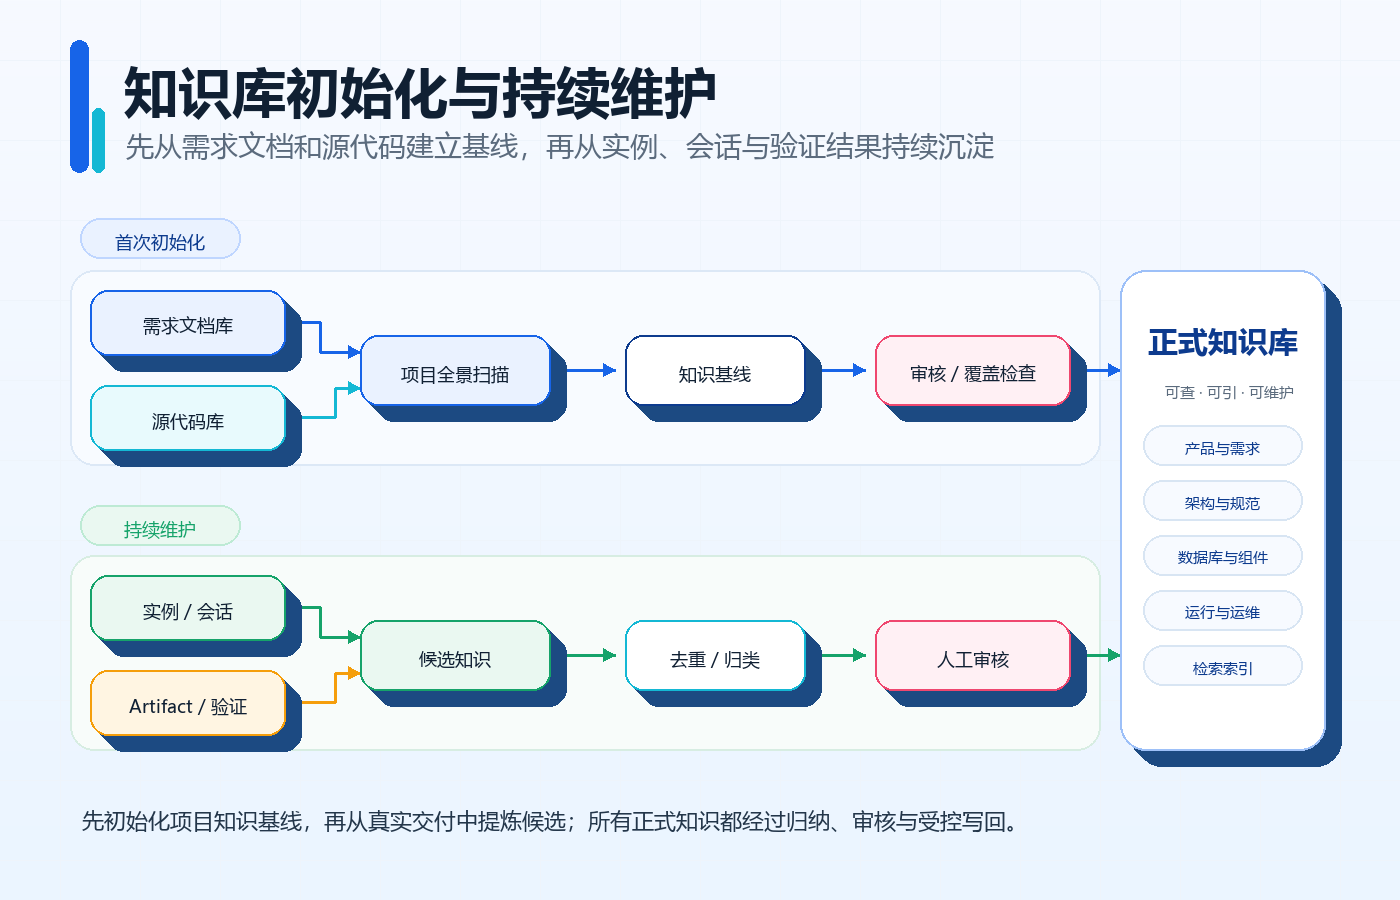 知识库初始化与持续维护
先从需求文档和源代码建立基线，再从实例、会话与验证结果持续沉淀
首次初始化
需求文档库
源代码库
项目全景扫描
知识基线
审核 / 覆盖检查
持续维护
实例 / 会话
Artifact / 验证
候选知识
去重 / 归类
人工审核
正式知识库
可查 · 可引 · 可维护
产品与需求
架构与规范
数据库与组件
运行与运维
检索索引
先初始化项目知识基线，再从真实交付中提炼候选；所有正式知识都经过归纳、审核与受控写回。